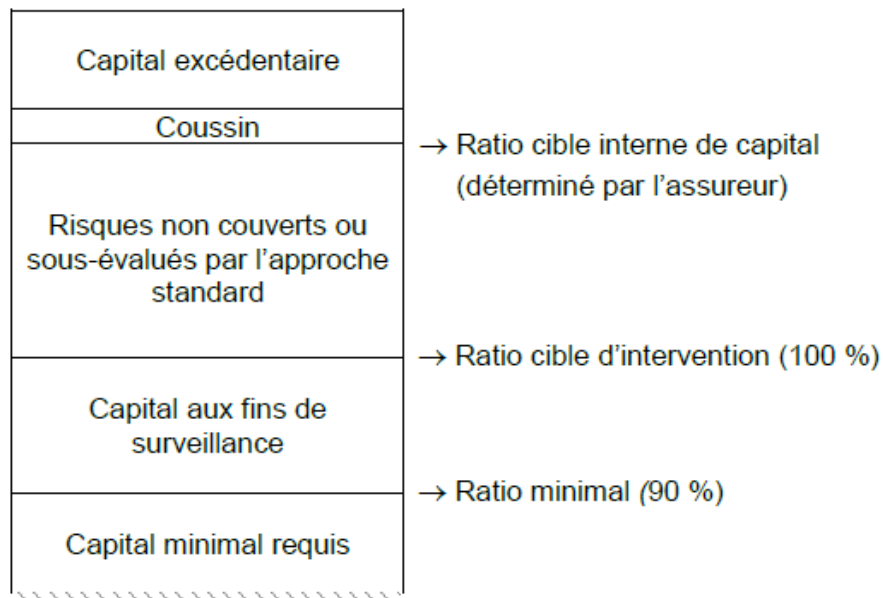 Capital excédentaire
Coussin
→ Ratio cible interne de capital
(déterminé par l'assureur)
Risques non couverts ou
sous-évalués par l'approche
standard
→ Ratio cible d'intervention (100 %)
Capital aux fins de
surveillance
→ Ratio minimal (90 %)
Capital minimal requis